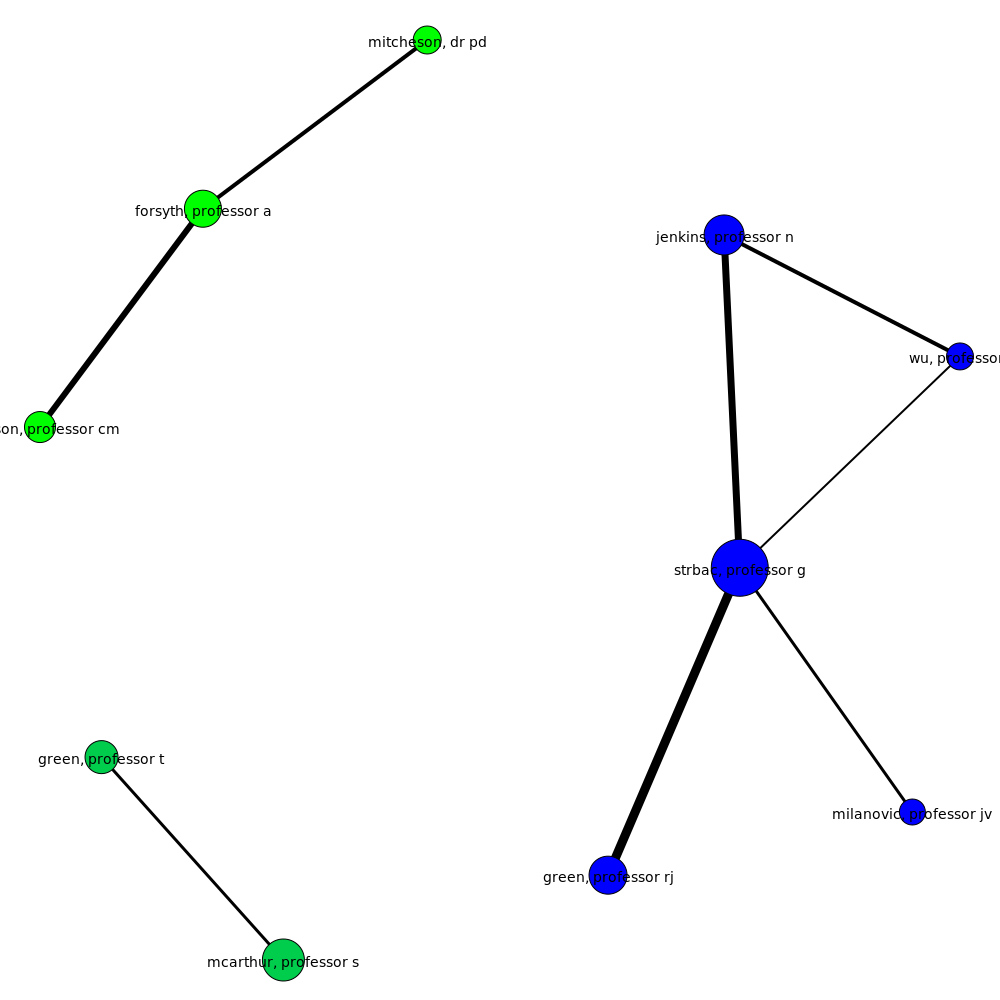 mitcheson, dr pd
forsyth, professor a
jenkins, professor n
wu, professor
son, professor cm
strbac, professor g
green, professor t
milanovic, professor jv
green, professor rj
mcarthur, professor s